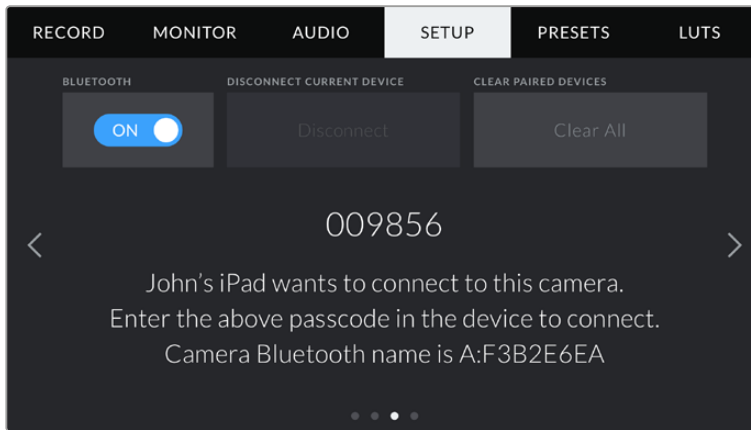 RECORD MONITOR AUDIO SETUP PRESETS LUTS
BLUETOOTH DISCONNECT CURRENT DEVICE CLEAR PAIRED DEVICES
ON Disconnect Clear All
009856
John's iPad wants to connect to this camera.
Enter the above passcode in the device to connect.
Camera Bluetooth name is A:F3B2E6EA